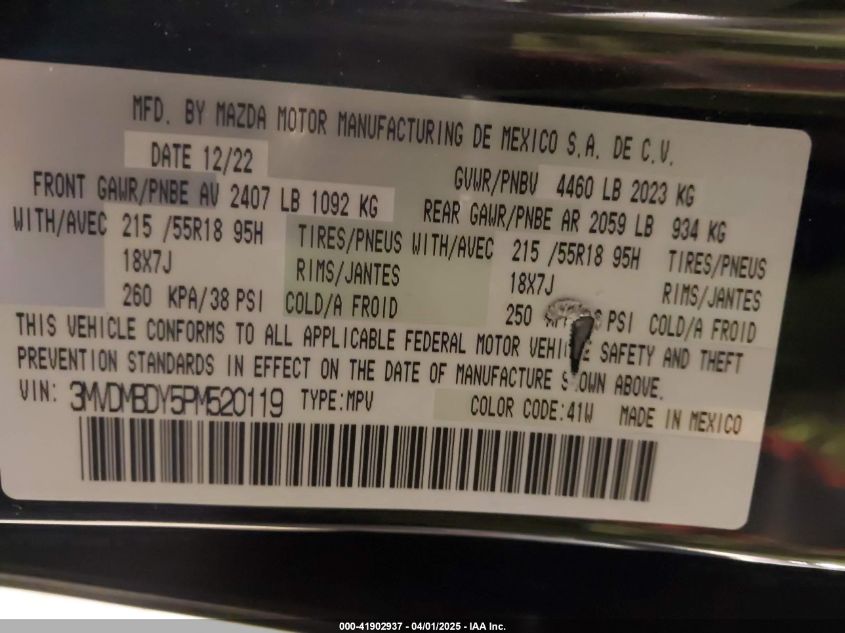 MFD. BY MAZDA MOTOR MANUFACTURING DE MEXICO S.A. DE C.V.
DATE 12/22 GVWR/PNBV 4460 LB 2023 KG
FRONT GAWR/PNBE AV 2407 LB 1092 KG REAR GAWR/PNBE AR 2059 LB 934 KG
WITH/AVEC 215 /55R18 95H TIRES/PNEUS WITH/AVEC 215 /55R18 95H TIRES/PNEUS
18X7J RIMS/JANTES 18X7J RIMS/JANTES
260 KPA/38 PSI COLD/A FROID 250 PSI COLD/A FROID
THIS VEHICLE CONFORMS TO ALL APPLICABLE FEDERAL MOTOR VEHICLE SAFETY AND THEFT
PREVENTION STANDARDS IN EFFECT ON THE DATE OF MANUFACTURE SHOWN ABOVE.
VIN: 3MVDMBDY5PM520119 TYPE:MPV COLOR CODE:41W MADE IN MEXICO
000-41902937 - 04/01/2025 - IAA Inc.